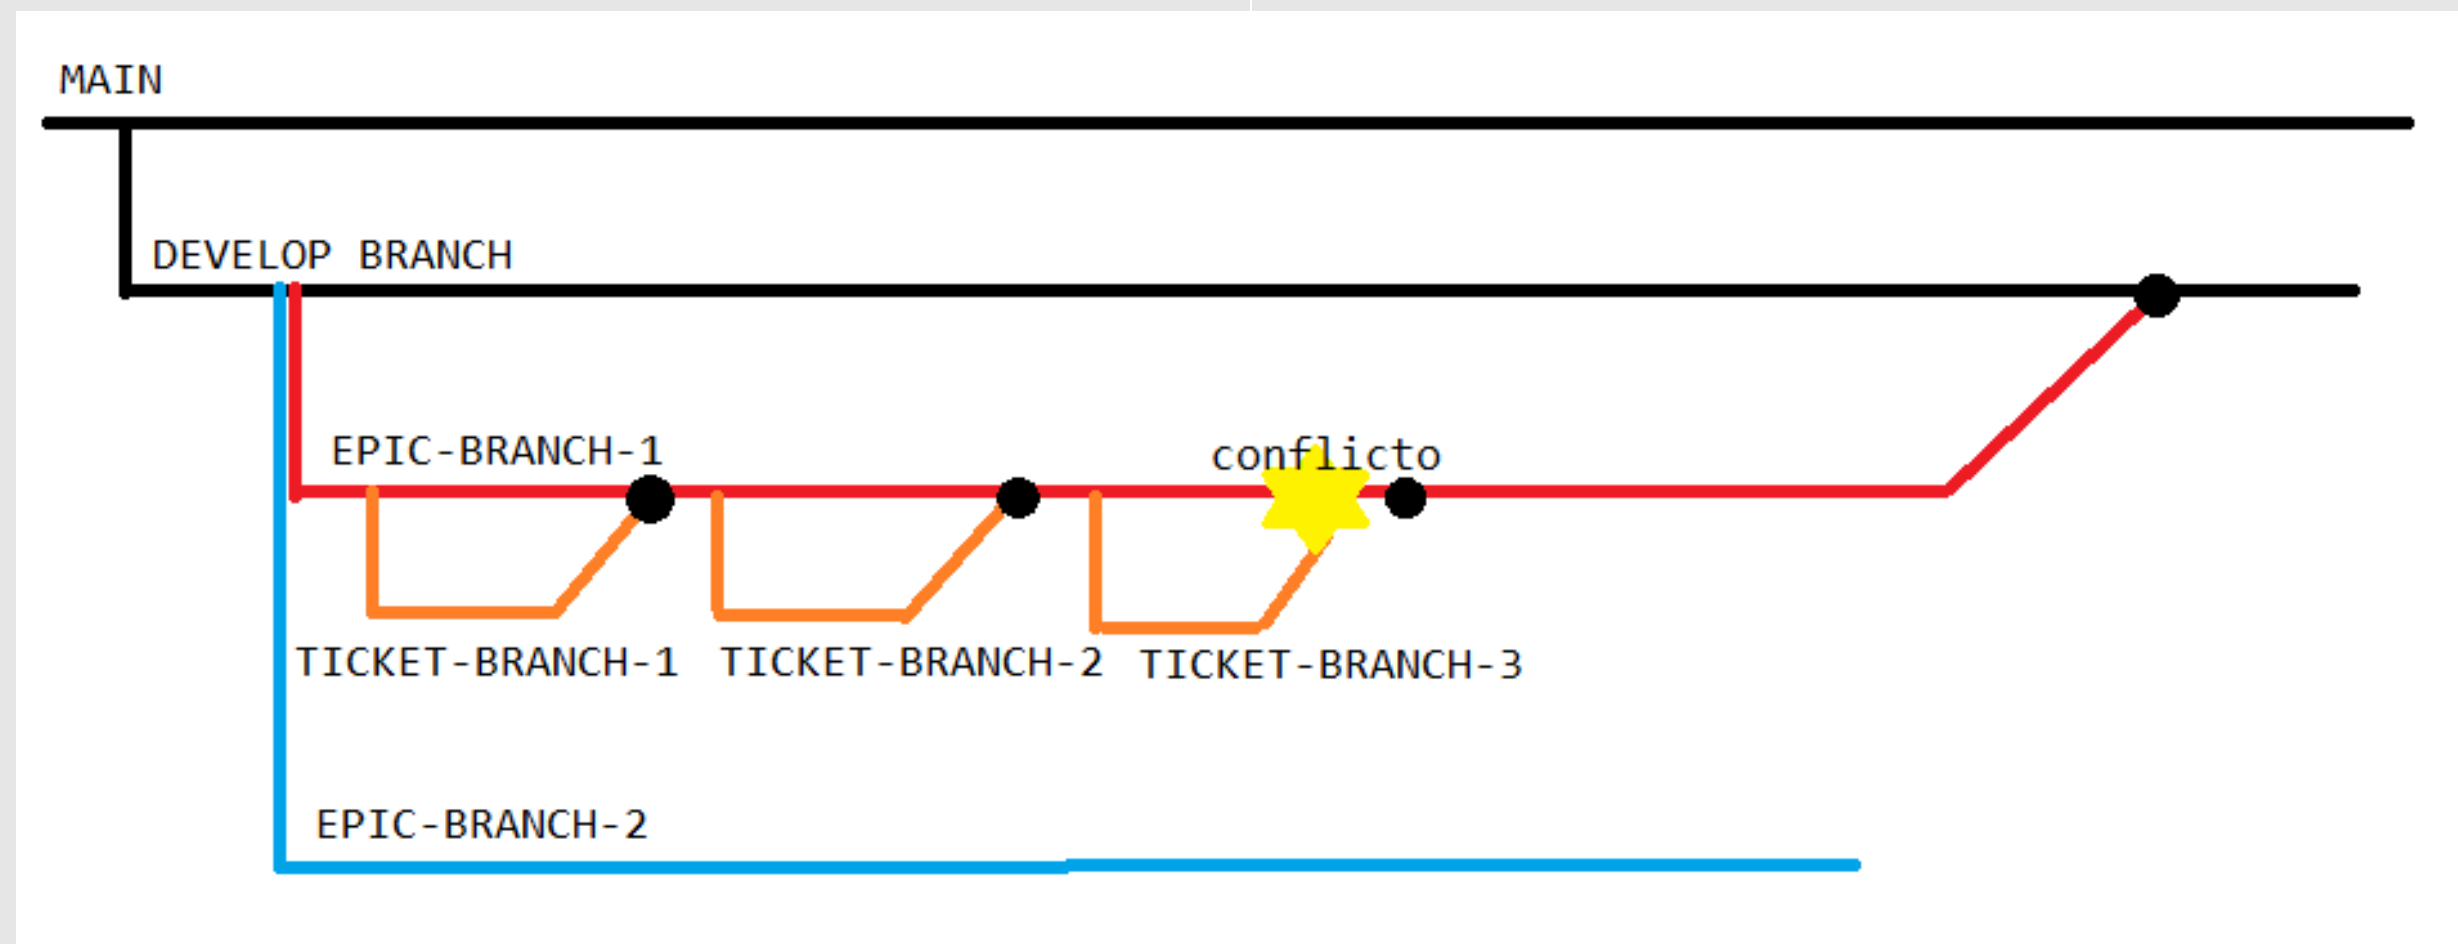 MAIN
DEVELOP BRANCH
EPIC-BRANCH-1
conflicto
TICKET-BRANCH-1
TICKET-BRANCH-2
TICKET-BRANCH-3
EPIC-BRANCH-2